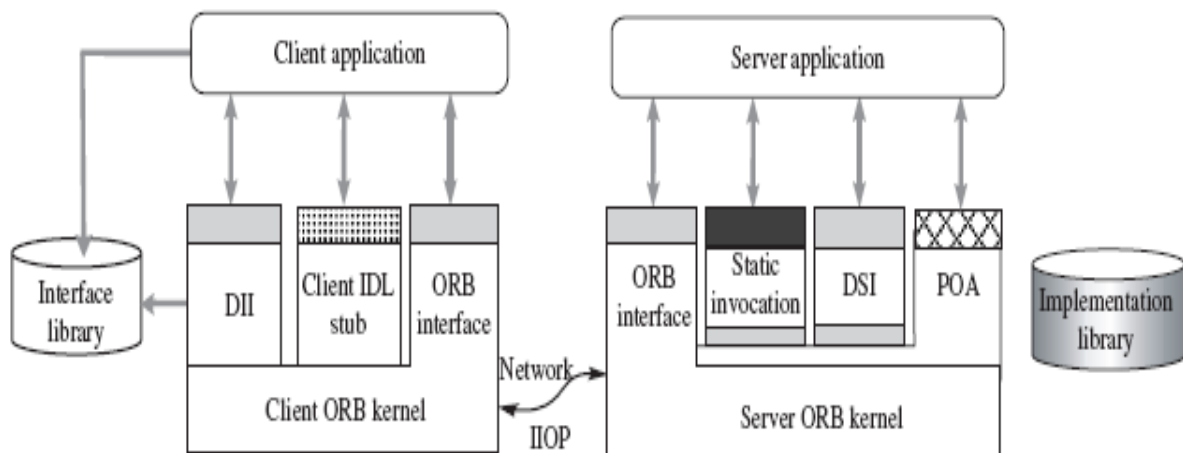 Client application
Server application
Interface
library
DII
Client IDL
stub
ORB
interface
Client ORB kernel
Network
IIOP
ORB
interface
Static
invocation
DSI
POA
Server ORB kernel
Implementation
library